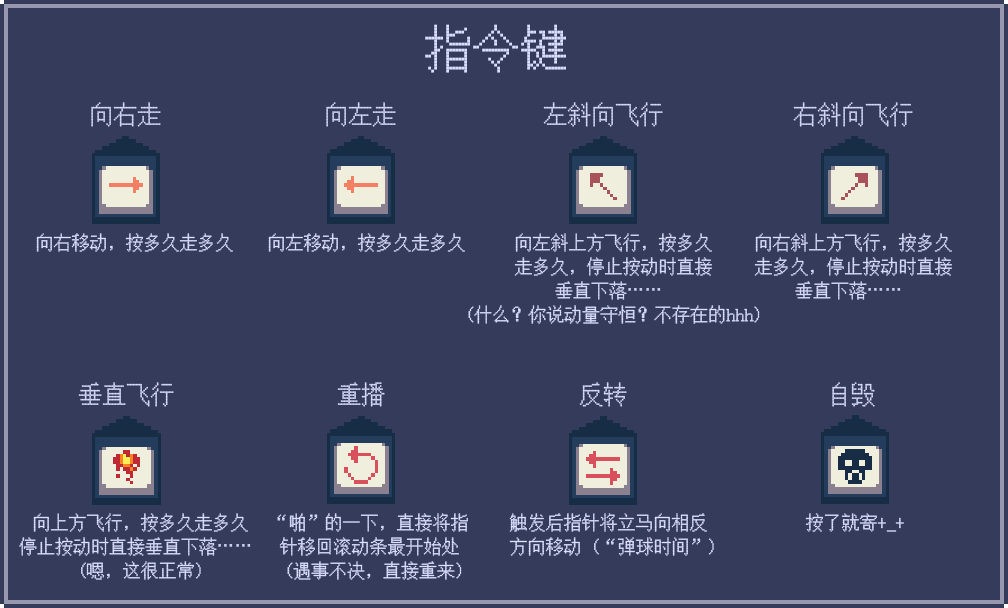 指令键
向右走
向右移动，按多久走多久
向左走
向左移动，按多久走多久
左斜向飞行
向左斜上方飞行，按多久
走多久，停止按动时直接
垂直下落……
(什么？你说动量守恒？不存在的hhh)
右斜向飞行
向右斜上方飞行，按多久
走多久，停止按动时直接
垂直下落……
垂直飞行
向上方飞行，按多久走多久
停止按动时直接垂直下落……
(嗯，这很正常)
重播
“啪”的一下，直接将指
针移回滚动条最开始处
(遇事不决，直接重来)
反转
触发后指针将立马向相反
方向移动（“弹球时间”）
自毁
按了就寄+_+